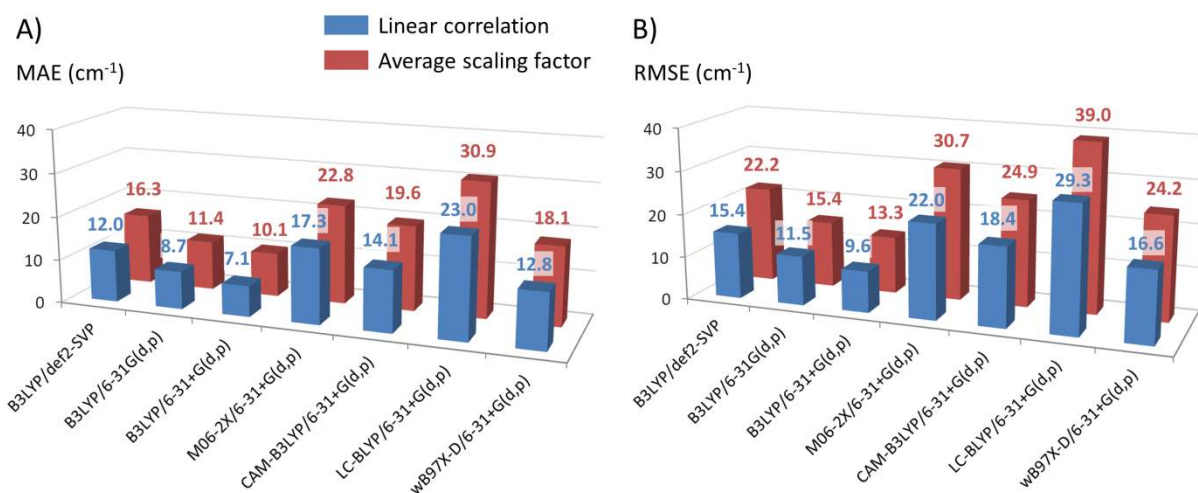 A)
Linear correlation
Average scaling factor
MAE (cm-1)
40
30
20
10
0
16.3
11.4
10.1
22.8
19.6
30.9
18.1
12.0
8.7
7.1
17.3
14.1
23.0
12.8
B3LYP/def2-SVP
B3LYP/6-31G(d,p)
B3LYP/6-31+G(d,p)
M06-2X/6-31+G(d,p)
CAM-B3LYP/6-31+G(d,p)
LC-BLYP/6-31+G(d,p)
wB97X-D/6-31+G(d,p)
B)
RMSE (cm-1)
40
30
20
10
0
22.2
15.4
13.3
30.7
24.9
39.0
24.2
15.4
11.5
9.6
22.0
18.4
29.3
16.6
B3LYP/def2-SVP
B3LYP/6-31G(d,p)
B3LYP/6-31+G(d,p)
M06-2X/6-31+G(d,p)
CAM-B3LYP/6-31+G(d,p)
LC-BLYP/6-31+G(d,p)
wB97X-D/6-31+G(d,p)